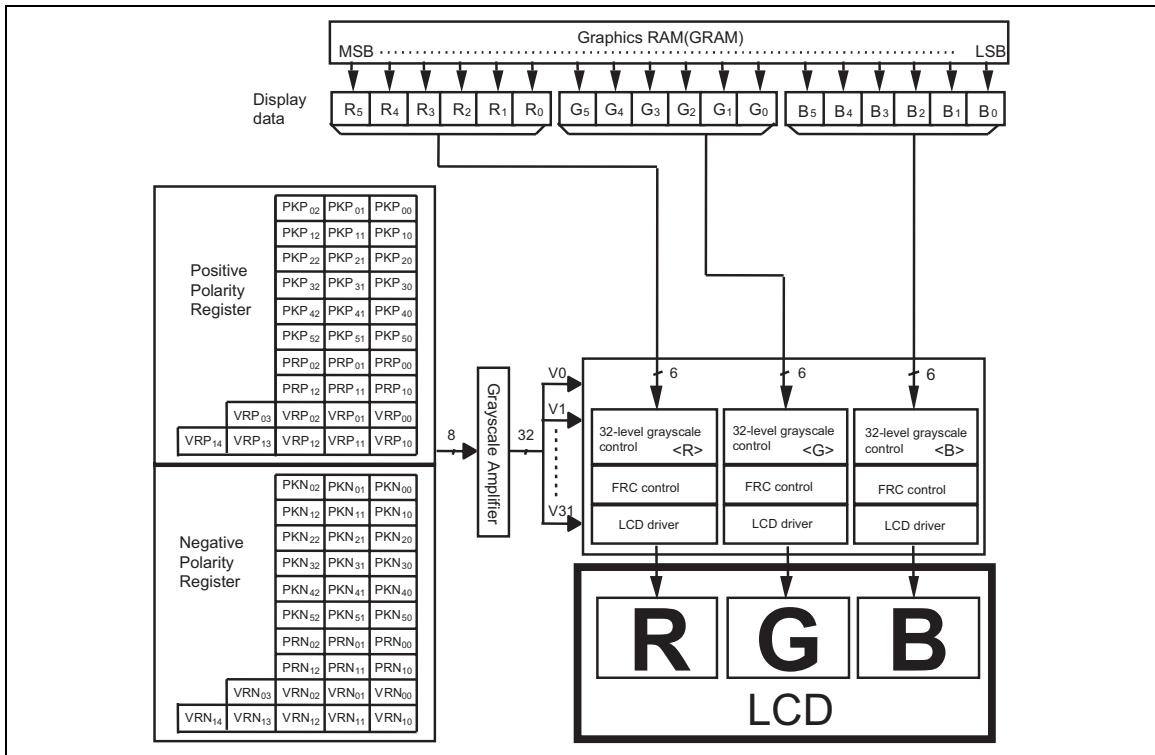 Graphics RAM(GRAM)
MSB LSB
Display data
R5 R4 R3 R2 R1 R0 G5 G4 G3 G2 G1 G0 B5 B4 B3 B2 B1 B0
Positive Polarity Register
PKP02 PKP01 PKP00
PKP12 PKP11 PKP10
PKP22 PKP21 PKP20
PKP32 PKP31 PKP30
PKP42 PKP41 PKP40
PKP52 PKP51 PKP50
PRP02 PRP01 PRP00
PRP12 PRP11 PRP10
VRP03 VRP02 VRP01 VRP00
VRP14 VRP13 VRP12 VRP11 VRP10
Negative Polarity Register
PKN02 PKN01 PKN00
PKN12 PKN11 PKN10
PKN22 PKN21 PKN20
PKN32 PKN31 PKN30
PKN42 PKN41 PKN40
PKN52 PKN51 PKN50
PRN02 PRN01 PRN00
PRN12 PRN11 PRN10
VRN03 VRN02 VRN01 VRN00
VRN14 VRN13 VRN12 VRN11 VRN10
8
Grayscale Amplifier
32
V0
V1
V31
6 6 6
32-level grayscale control <R>
32-level grayscale control <G>
32-level grayscale control <B>
FRC control FRC control FRC control
LCD driver LCD driver LCD driver
R G B
LCD